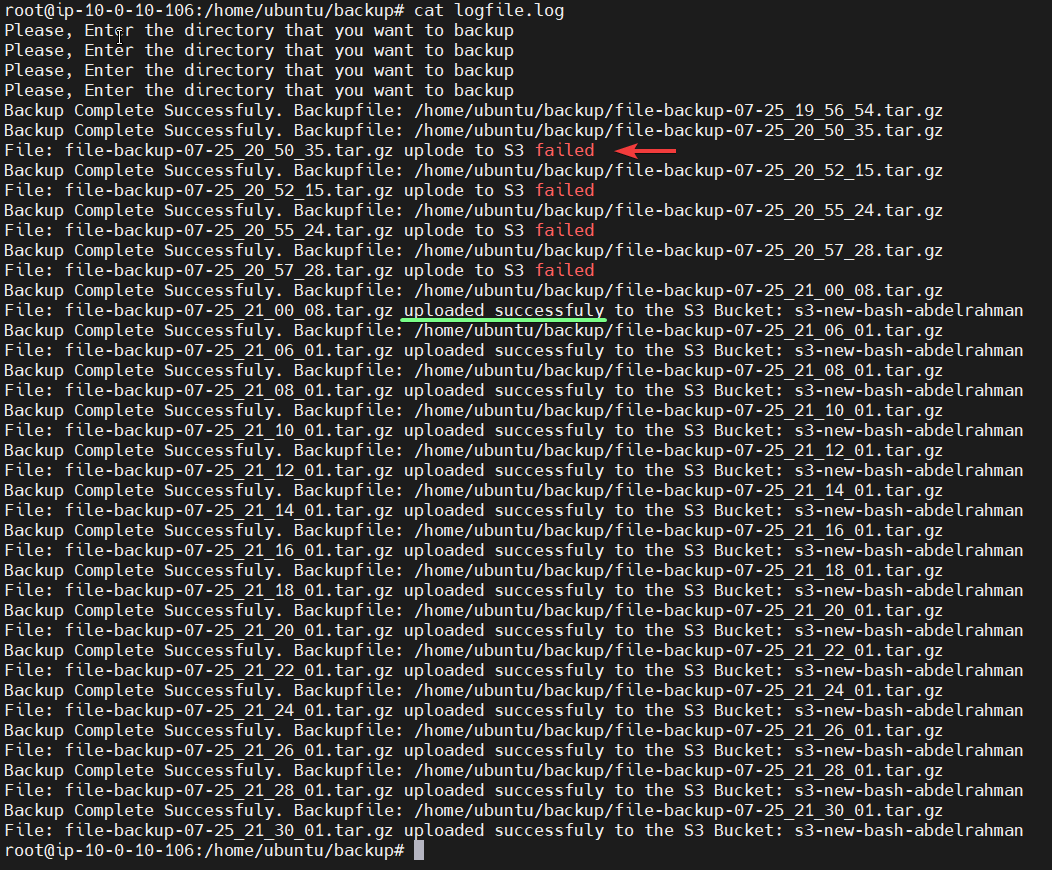 root@ip-10-0-10-106:/home/ubuntu/backup# cat logfile.log
Please, Enter the directory that you want to backup
Please, Enter the directory that you want to backup
Please, Enter the directory that you want to backup
Please, Enter the directory that you want to backup
Backup Complete Successfuly. Backupfile: /home/ubuntu/backup/file-backup-07-25_19_56_54.tar.gz
Backup Complete Successfuly. Backupfile: /home/ubuntu/backup/file-backup-07-25_20_50_35.tar.gz
File: file-backup-07-25_20_50_35.tar.gz uplode to S3 failed
Backup Complete Successfuly. Backupfile: /home/ubuntu/backup/file-backup-07-25_20_52_15.tar.gz
File: file-backup-07-25_20_52_15.tar.gz uplode to S3 failed
Backup Complete Successfuly. Backupfile: /home/ubuntu/backup/file-backup-07-25_20_55_24.tar.gz
File: file-backup-07-25_20_55_24.tar.gz uplode to S3 failed
Backup Complete Successfuly. Backupfile: /home/ubuntu/backup/file-backup-07-25_20_57_28.tar.gz
File: file-backup-07-25_20_57_28.tar.gz uplode to S3 failed
Backup Complete Successfuly. Backupfile: /home/ubuntu/backup/file-backup-07-25_21_00_08.tar.gz
File: file-backup-07-25_21_00_08.tar.gz uploaded successfuly to the S3 Bucket: s3-new-bash-abdelrahman
Backup Complete Successfuly. Backupfile: /home/ubuntu/backup/file-backup-07-25_21_06_01.tar.gz
File: file-backup-07-25_21_06_01.tar.gz uploaded successfuly to the S3 Bucket: s3-new-bash-abdelrahman
Backup Complete Successfuly. Backupfile: /home/ubuntu/backup/file-backup-07-25_21_08_01.tar.gz
File: file-backup-07-25_21_08_01.tar.gz uploaded successfuly to the S3 Bucket: s3-new-bash-abdelrahman
Backup Complete Successfuly. Backupfile: /home/ubuntu/backup/file-backup-07-25_21_10_01.tar.gz
File: file-backup-07-25_21_10_01.tar.gz uploaded successfuly to the S3 Bucket: s3-new-bash-abdelrahman
Backup Complete Successfuly. Backupfile: /home/ubuntu/backup/file-backup-07-25_21_12_01.tar.gz
File: file-backup-07-25_21_12_01.tar.gz uploaded successfuly to the S3 Bucket: s3-new-bash-abdelrahman
Backup Complete Successfuly. Backupfile: /home/ubuntu/backup/file-backup-07-25_21_14_01.tar.gz
File: file-backup-07-25_21_14_01.tar.gz uploaded successfuly to the S3 Bucket: s3-new-bash-abdelrahman
Backup Complete Successfuly. Backupfile: /home/ubuntu/backup/file-backup-07-25_21_16_01.tar.gz
File: file-backup-07-25_21_16_01.tar.gz uploaded successfuly to the S3 Bucket: s3-new-bash-abdelrahman
Backup Complete Successfuly. Backupfile: /home/ubuntu/backup/file-backup-07-25_21_18_01.tar.gz
File: file-backup-07-25_21_18_01.tar.gz uploaded successfuly to the S3 Bucket: s3-new-bash-abdelrahman
Backup Complete Successfuly. Backupfile: /home/ubuntu/backup/file-backup-07-25_21_20_01.tar.gz
File: file-backup-07-25_21_20_01.tar.gz uploaded successfuly to the S3 Bucket: s3-new-bash-abdelrahman
Backup Complete Successfuly. Backupfile: /home/ubuntu/backup/file-backup-07-25_21_22_01.tar.gz
File: file-backup-07-25_21_22_01.tar.gz uploaded successfuly to the S3 Bucket: s3-new-bash-abdelrahman
Backup Complete Successfuly. Backupfile: /home/ubuntu/backup/file-backup-07-25_21_24_01.tar.gz
File: file-backup-07-25_21_24_01.tar.gz uploaded successfuly to the S3 Bucket: s3-new-bash-abdelrahman
Backup Complete Successfuly. Backupfile: /home/ubuntu/backup/file-backup-07-25_21_26_01.tar.gz
File: file-backup-07-25_21_26_01.tar.gz uploaded successfuly to the S3 Bucket: s3-new-bash-abdelrahman
Backup Complete Successfuly. Backupfile: /home/ubuntu/backup/file-backup-07-25_21_28_01.tar.gz
File: file-backup-07-25_21_28_01.tar.gz uploaded successfuly to the S3 Bucket: s3-new-bash-abdelrahman
Backup Complete Successfuly. Backupfile: /home/ubuntu/backup/file-backup-07-25_21_30_01.tar.gz
File: file-backup-07-25_21_30_01.tar.gz uploaded successfuly to the S3 Bucket: s3-new-bash-abdelrahman
root@ip-10-0-10-106:/home/ubuntu/backup#